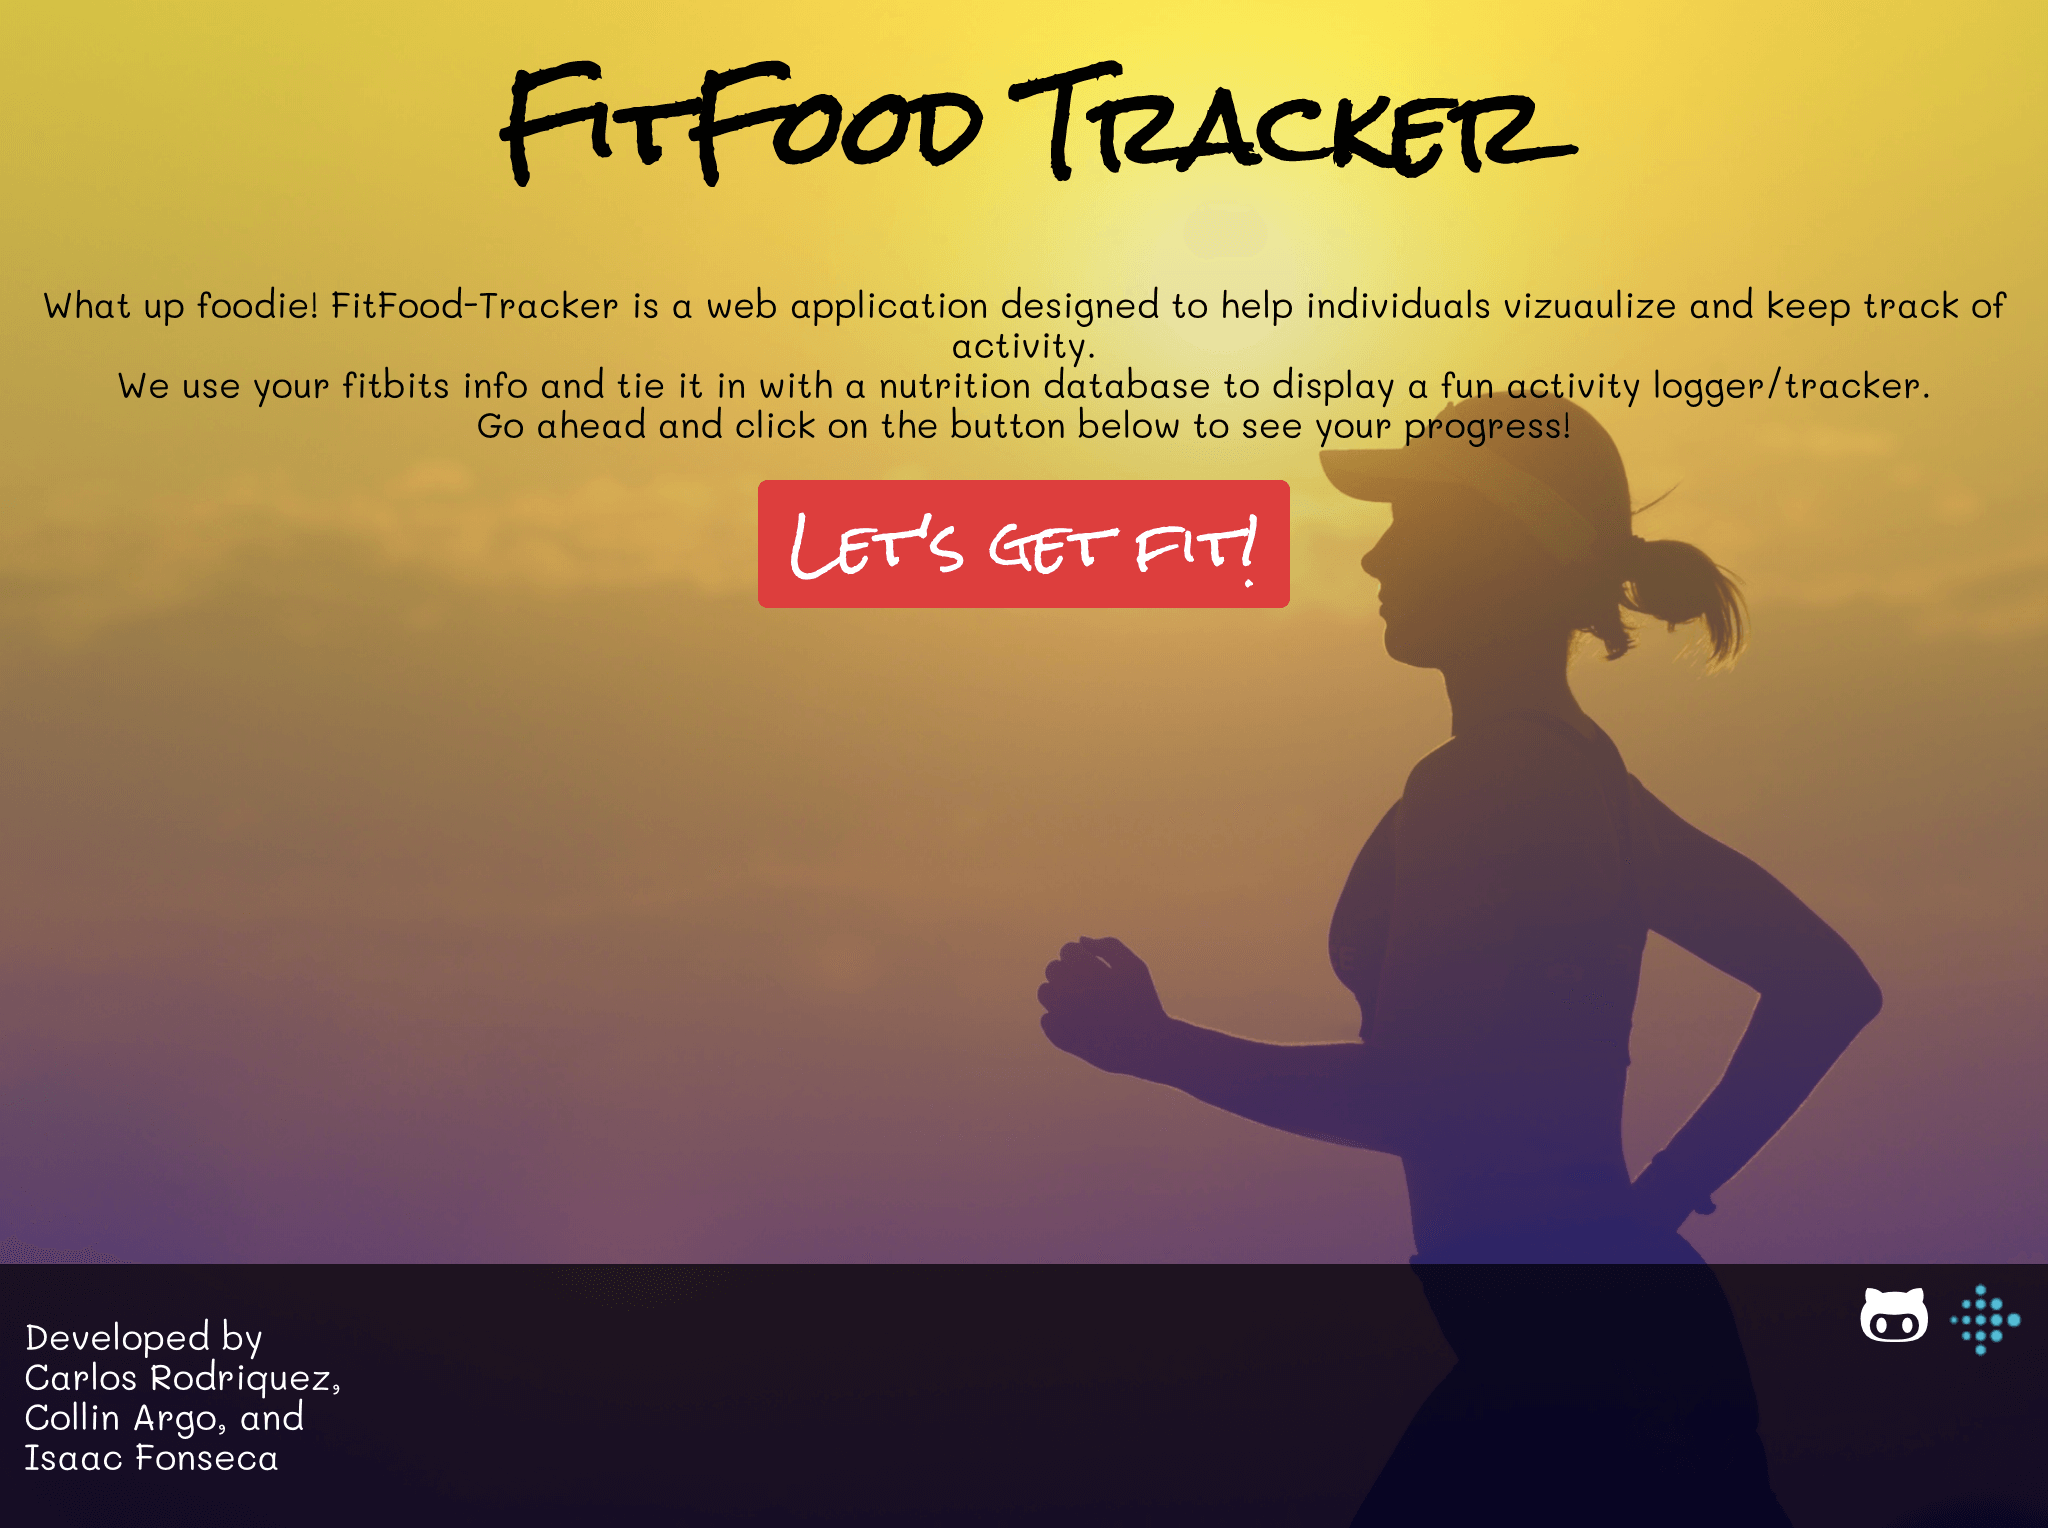 FitFood Tracker
What up foodie! FitFood-Tracker is a web application designed to help individuals vizuaulize and keep track of
activity.
We use your fitbits info and tie it in with a nutrition database to display a fun activity logger/tracker.
Go ahead and click on the button below to see your progress!
Let's get fit!
Developed by
Carlos Rodriquez,
Collin Argo, and
Isaac Fonseca